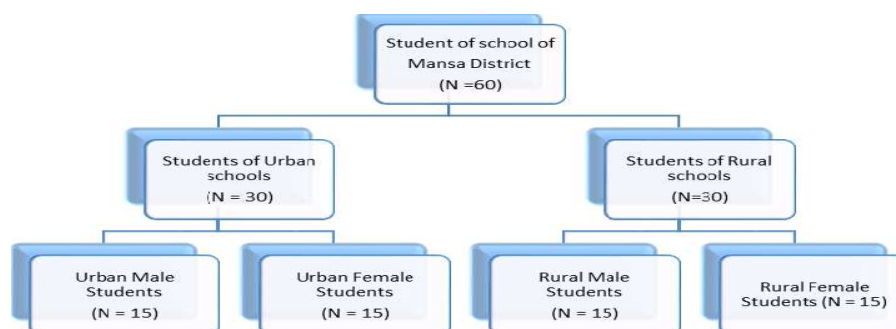 Student of school of
Mansa District
(N =60)
Students of Urban
schools
(N = 30)
Students of Rural
schools
(N=30)
Urban Male
Students
(N = 15)
Urban Female
Students
(N = 15)
Rural Male
Students
(N = 15)
Rural Female
Students (N = 15)